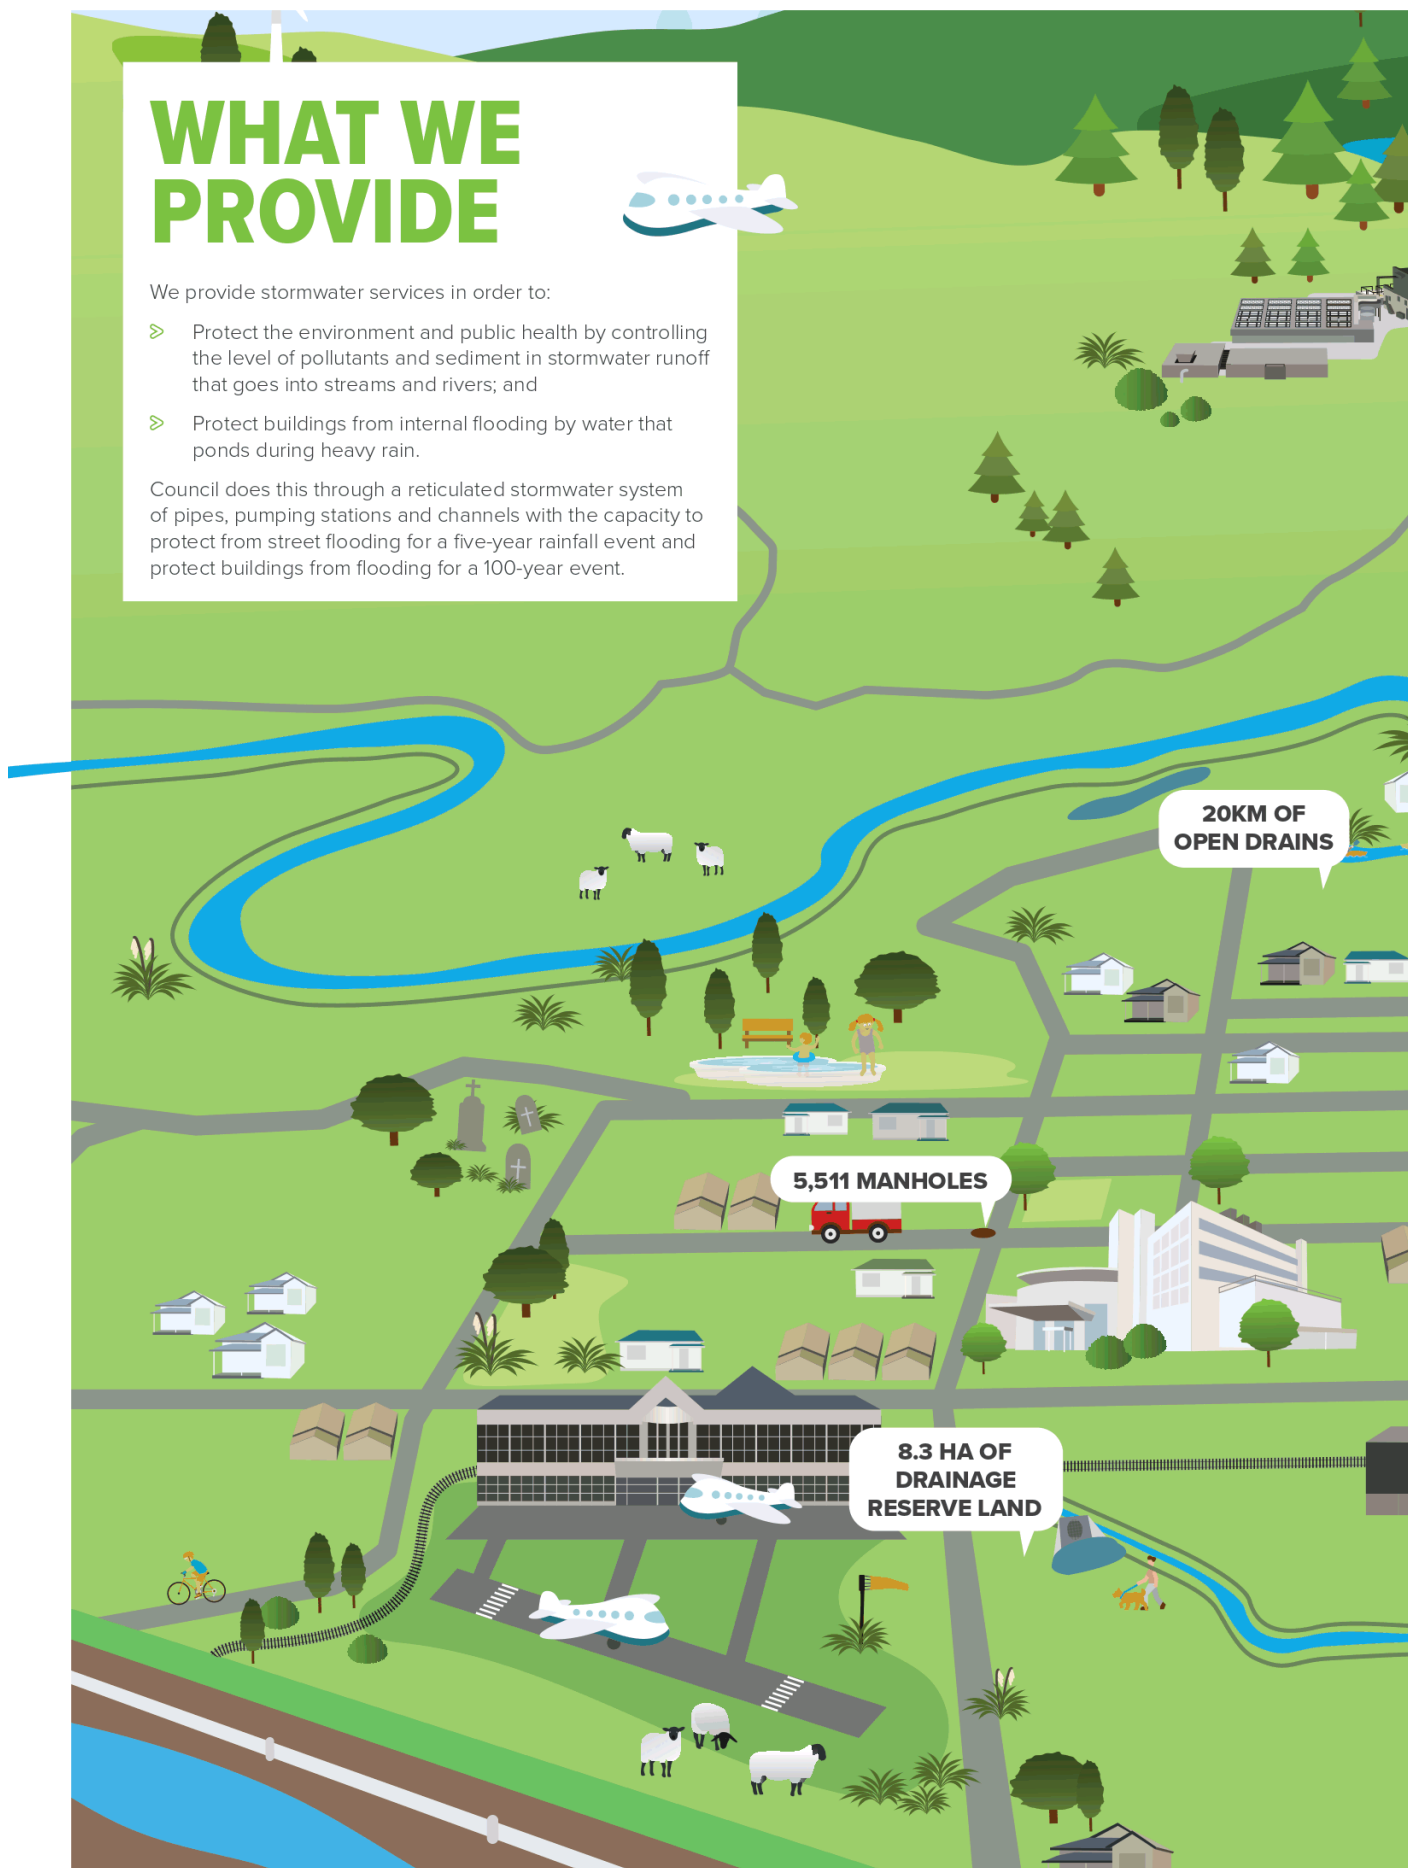 WHAT WE
PROVIDE
We provide stormwater services in order to:
Protect the environment and public health by controlling
the level of pollutants and sediment in stormwater runoff
that goes into streams and rivers; and
Protect buildings from internal flooding by water that
ponds during heavy rain.
Council does this through a reticulated stormwater system
of pipes, pumping stations and channels with the capacity to
protect from street flooding for a five-year rainfall event and
protect buildings from flooding for a 100-year event.
20KM OF
OPEN DRAINS
5,511 MANHOLES
8.3 HA OF
DRAINAGE
RESERVE LAND